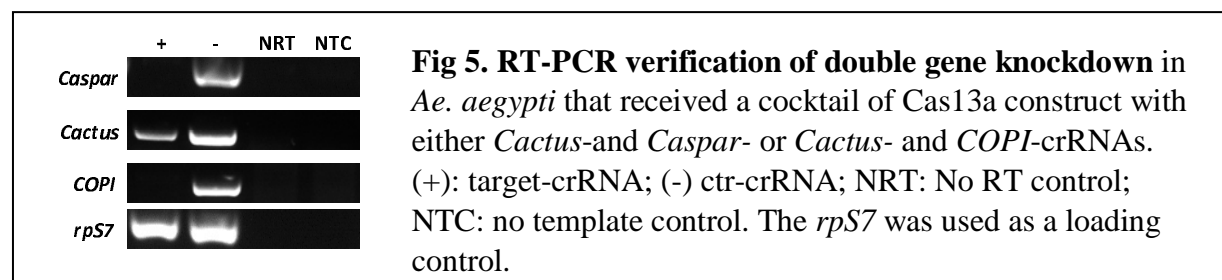 + - NRT NTC
Caspar
Cactus
COPI
rpS7
Fig 5. RT-PCR verification of double gene knockdown in
Ae. aegypti that received a cocktail of Cas13a construct with
either Cactus-and Caspar- or Cactus- and COPI-crRNAs.
(+): target-crRNA; (-) ctr-crRNA; NRT: No RT control;
NTC: no template control. The rpS7 was used as a loading
control.